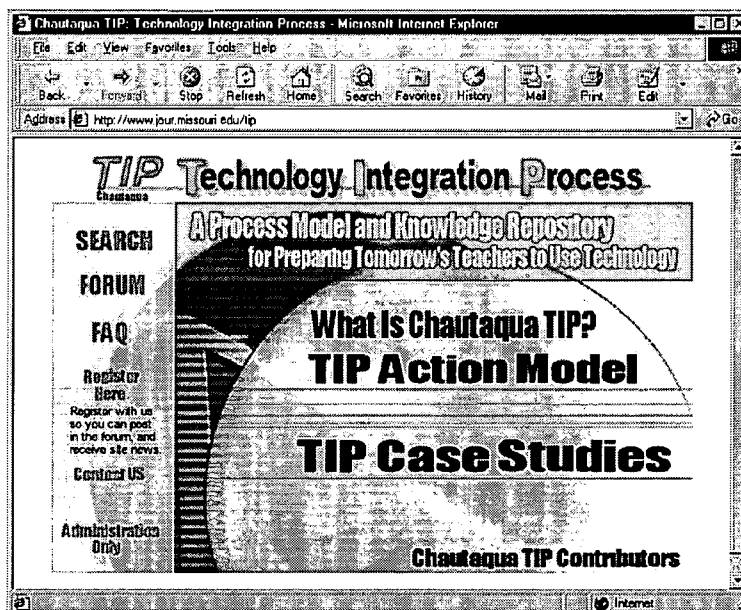 Chautaqua TIP: Technology Integration Process - Microsoft Internet Explorer
File Edit View Favorites Tools Help
Back Forward Stop Refresh Home Search Favorites History Mail Print Edit
Address http://www.jour.missouri.edu/tip Go
TIP Technology Integration Process
Chautaqua
A Process Model and Knowledge Repository
for Preparing Tomorrow's Teachers to Use Technology
SEARCH
FORUM
FAQ
Register
Here
Register with us
so you can post
in the forum, and
receive site news.
Contact US
Administration
Only
What Is Chautaqua TIP?
TIP Action Model
TIP Case Studies
Chautaqua TIP Contributors
Internet